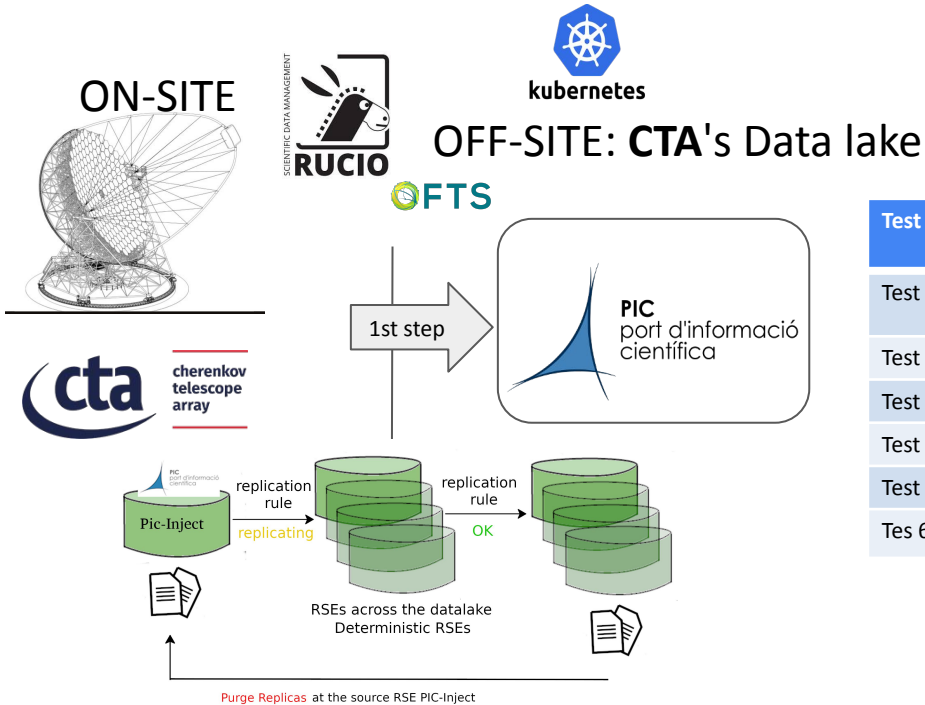 kubernetes
ON-SITE
SCIENTIFIC DATA MANAGEMENT
RUCIO
OFF-SITE: CTA's Data lake
FTS
1st step
PIC
port d'informació
científica
cta
cherenkov
telescope
array
Test
Test
Test
Test
Test
Test
Tes 6
PIC
port d'informació
científica
Pic-Inject
replication
rule
replicating
replication
rule
OK
RSEs across the datalake
Deterministic RSEs
Purge Replicas at the source RSE PIC-Inject